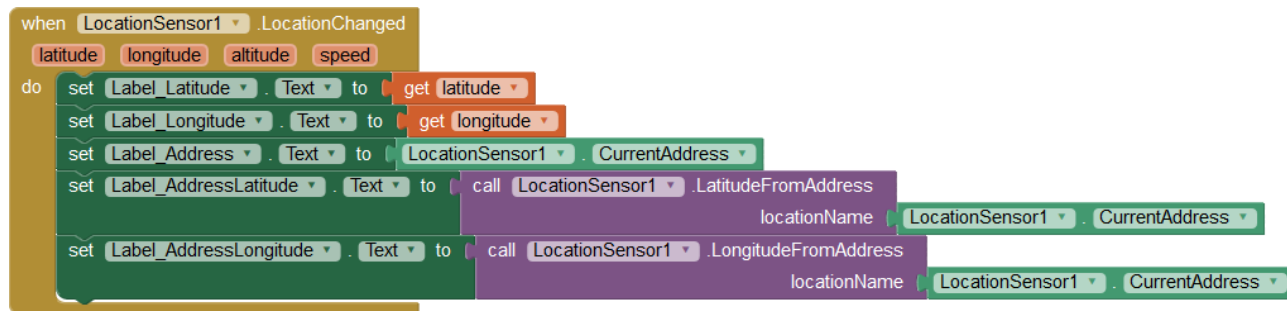 when LocationSensor1 .LocationChanged
latitude longitude altitude speed
do set Label_Latitude . Text to get latitude
set Label_Longitude . Text to get longitude
set Label_Address . Text to LocationSensor1 . CurrentAddress
set Label_AddressLatitude . Text to call LocationSensor1 .LatitudeFromAddress
locationName LocationSensor1 . CurrentAddress
set Label_AddressLongitude . Text to call LocationSensor1 .LongitudeFromAddress
locationName LocationSensor1 . CurrentAddress